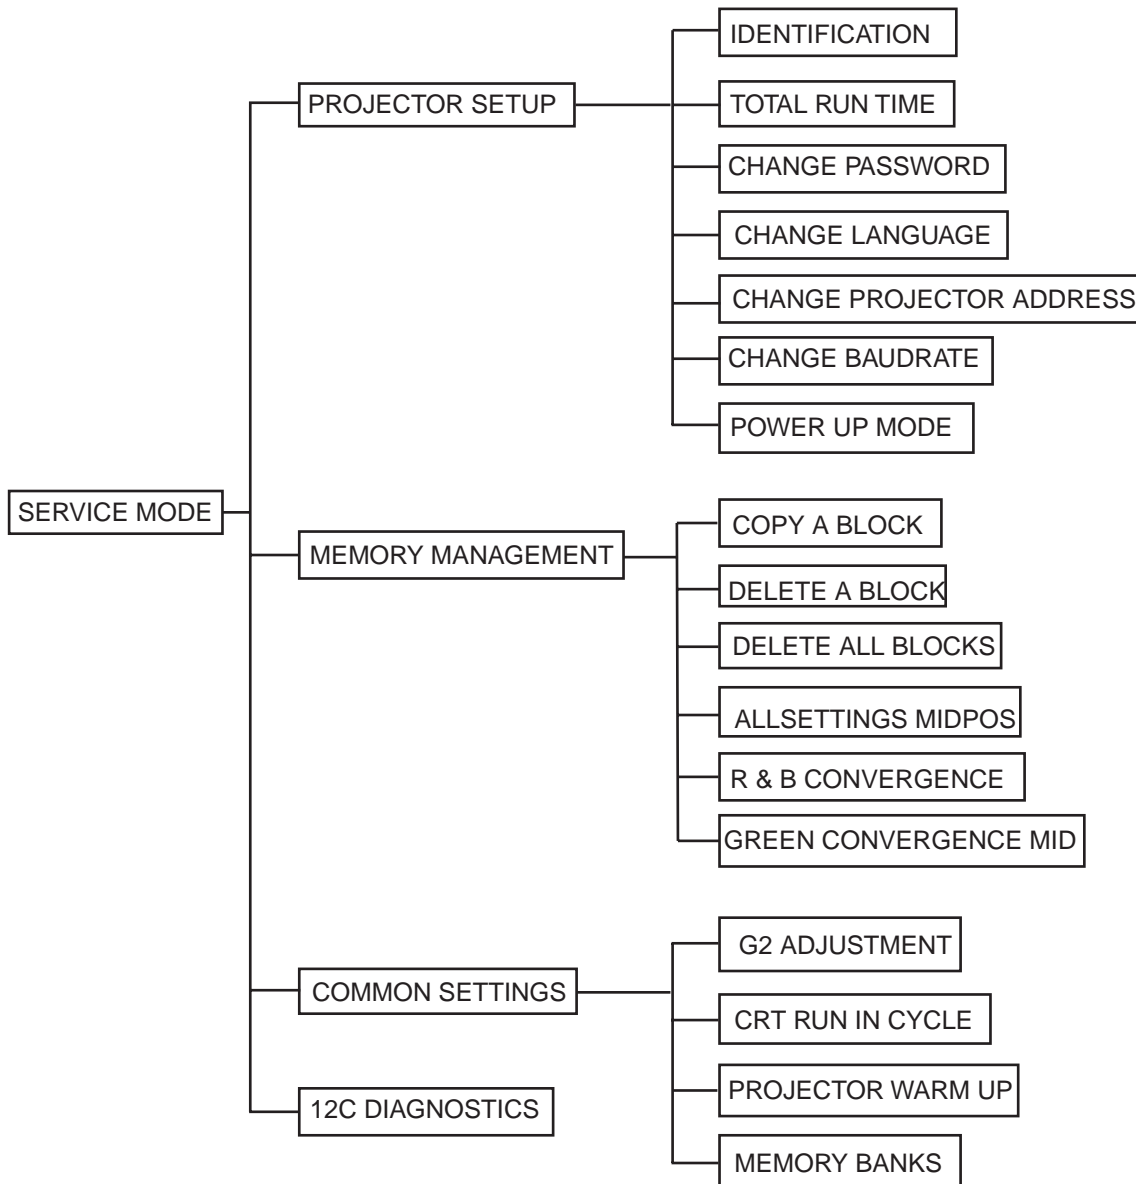 IDENTIFICATION
PROJECTOR SETUP
TOTAL RUN TIME
CHANGE PASSWORD
CHANGE LANGUAGE
CHANGE PROJECTOR ADDRESS
CHANGE BAUDRATE
POWER UP MODE
SERVICE MODE
MEMORY MANAGEMENT
COPY A BLOCK
DELETE A BLOCK
DELETE ALL BLOCKS
ALLSETTINGS MIDPOS
R & B CONVERGENCE
GREEN CONVERGENCE MID
COMMON SETTINGS
G2 ADJUSTMENT
CRT RUN IN CYCLE
PROJECTOR WARM UP
MEMORY BANKS
12C DIAGNOSTICS